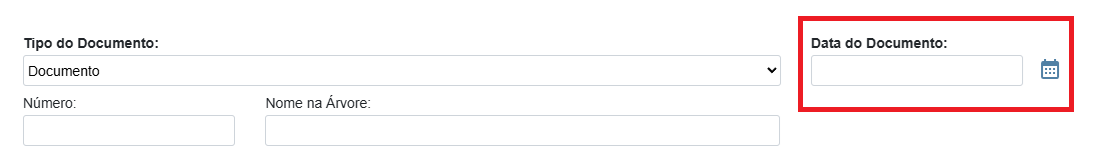 Tipo do Documento:
Data do Documento:
Documento
Número:
Nome na Árvore: